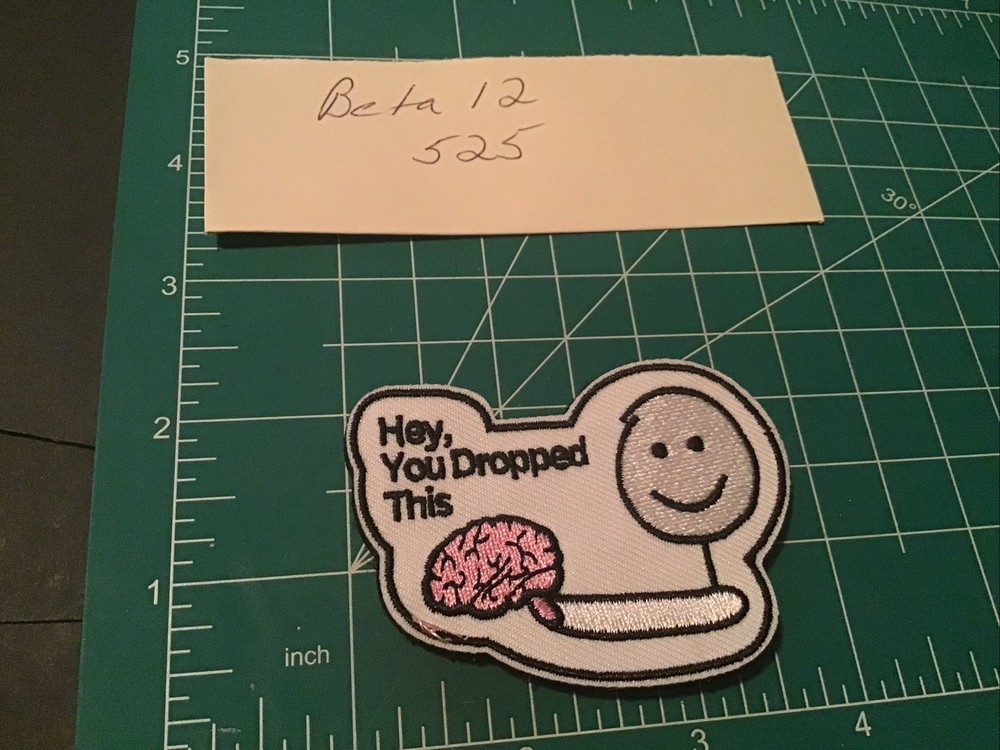 Beta 12
525
5
4
30°
3
2
Hey,
You Dropped
This
1
inch
3
4